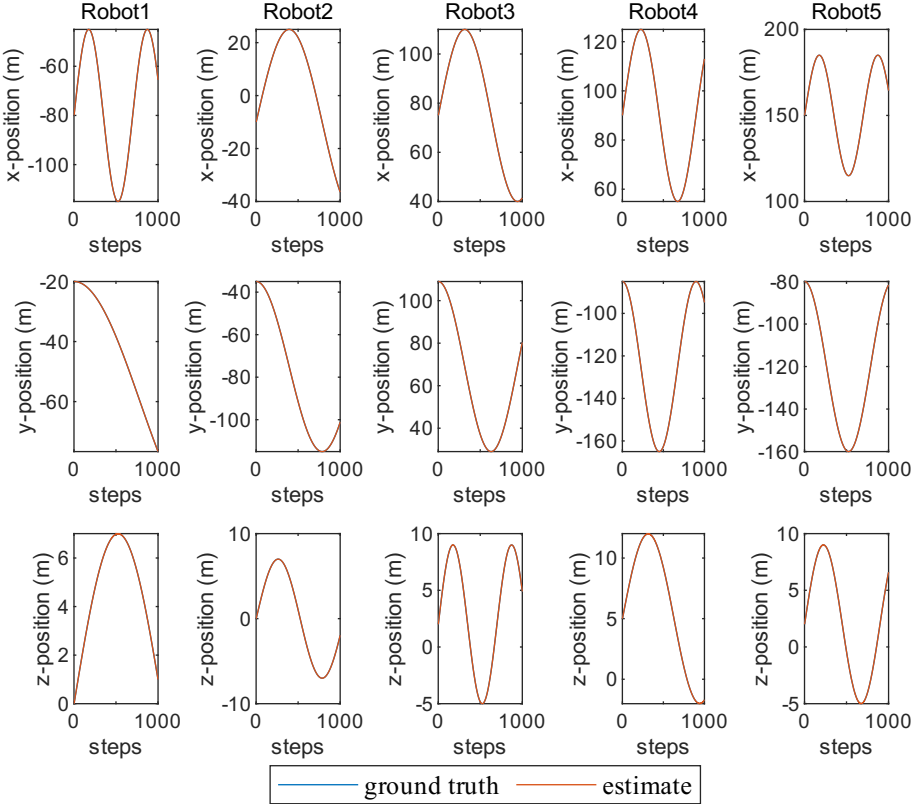 Robot1 Robot2 Robot3 Robot4 Robot5
x-position (m) -60 -80 -100 0 1000 steps
x-position (m) 20 0 -20 -40 0 1000 steps
x-position (m) 100 80 60 40 0 1000 steps
x-position (m) 120 100 80 60 0 1000 steps
x-position (m) 200 150 100 0 1000 steps
y-position (m) -20 -40 -60 0 1000 steps
y-position (m) -40 -60 -80 -100 0 1000 steps
y-position (m) 100 80 60 40 0 1000 steps
y-position (m) -100 -120 -140 -160 0 1000 steps
y-position (m) -80 -100 -120 -140 -160 0 1000 steps
z-position (m) 6 4 2 0 0 1000 steps
z-position (m) 10 0 -10 0 1000 steps
z-position (m) 10 5 0 -5 0 1000 steps
z-position (m) 10 5 0 0 1000 steps
z-position (m) 10 5 0 -5 0 1000 steps
ground truth estimate